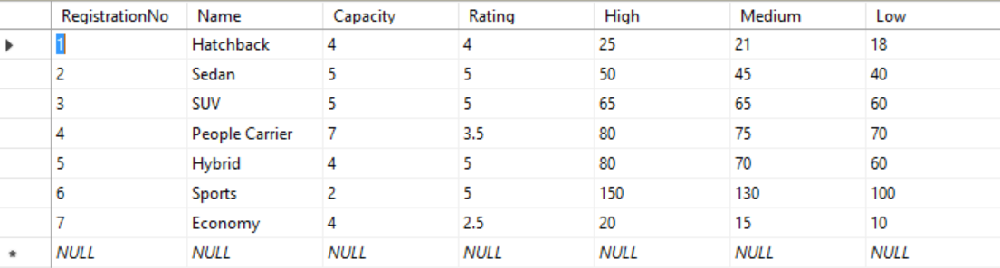 RegistrationNo Name Capacity Rating High Medium Low
1 Hatchback 4 4 25 21 18
2 Sedan 5 5 50 45 40
3 SUV 5 5 65 65 60
4 People Carrier 7 3.5 80 75 70
5 Hybrid 4 5 80 70 60
6 Sports 2 5 150 130 100
7 Economy 4 2.5 20 15 10
NULL NULL NULL NULL NULL NULL NULL